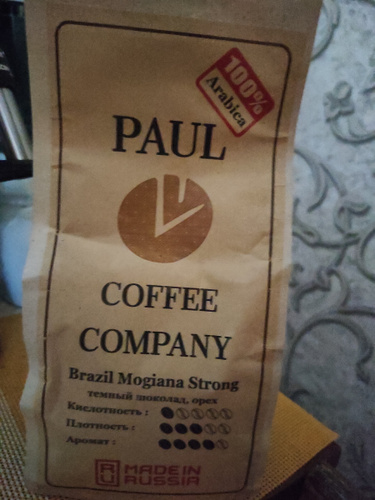 100%
Arabica
PAUL
COFFEE
COMPANY
Brazil Mogiana Strong
темный шоколад, орех
Кислотность :
Плотность :
Аромат :
RU MADE IN
RUSSIA